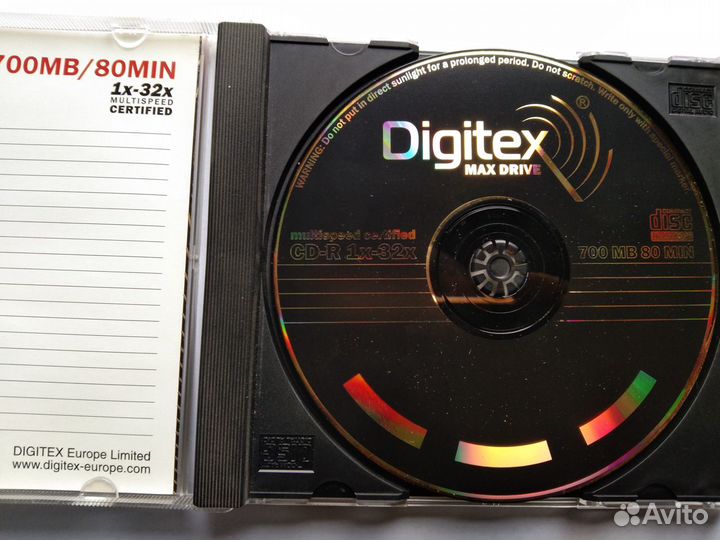 700MB/80MIN
1x-32x
MULTISPEED
CERTIFIED
DIGITEX Europe Limited
www.digitex-europe.com
WARNING: Do not put in direct sunlight for a prolonged period. Do not scratch. Write only with special marker
Digitex ®
MAX DRIVE
multispeed certified
CD-R 1x-32x
disc
700 MB 80 MIN
disc
Avito